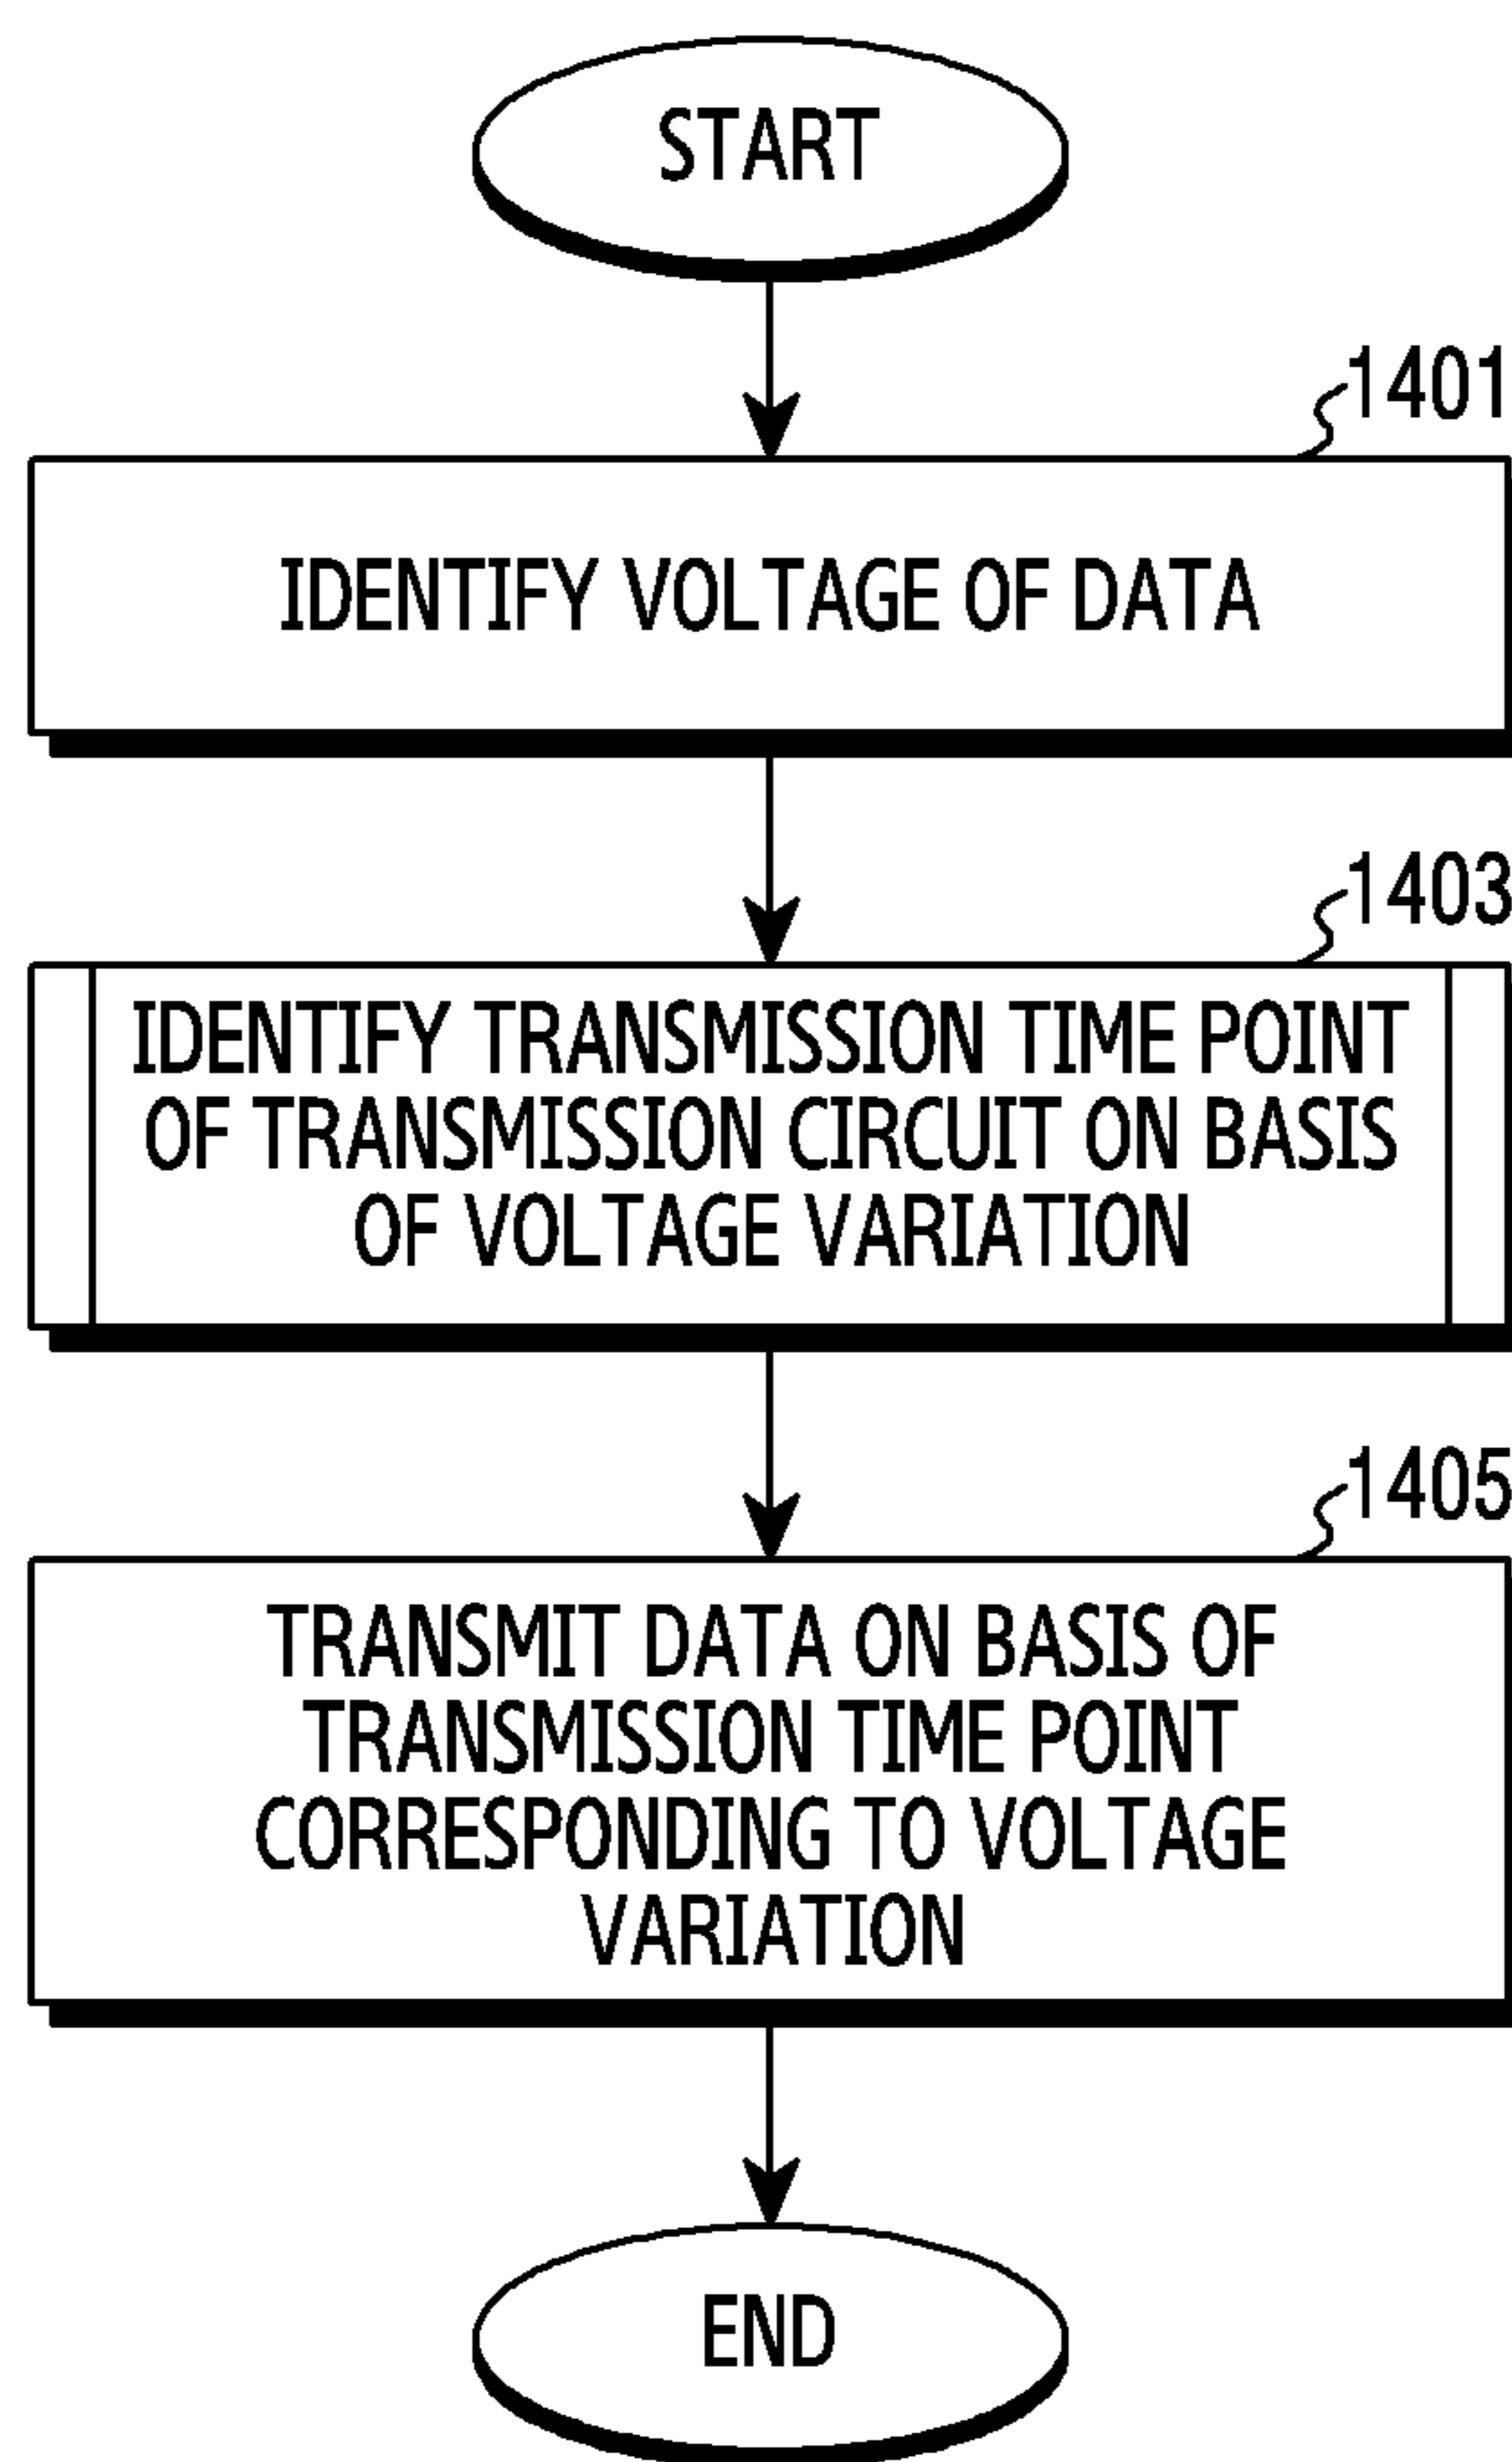 START
1401
IDENTIFY VOLTAGE OF DATA
1403
IDENTIFY TRANSMISSION TIME POINT
OF TRANSMISSION CIRCUIT ON BASIS
OF VOLTAGE VARIATION
1405
TRANSMIT DATA ON BASIS OF
TRANSMISSION TIME POINT
CORRESPONDING TO VOLTAGE
VARIATION
END